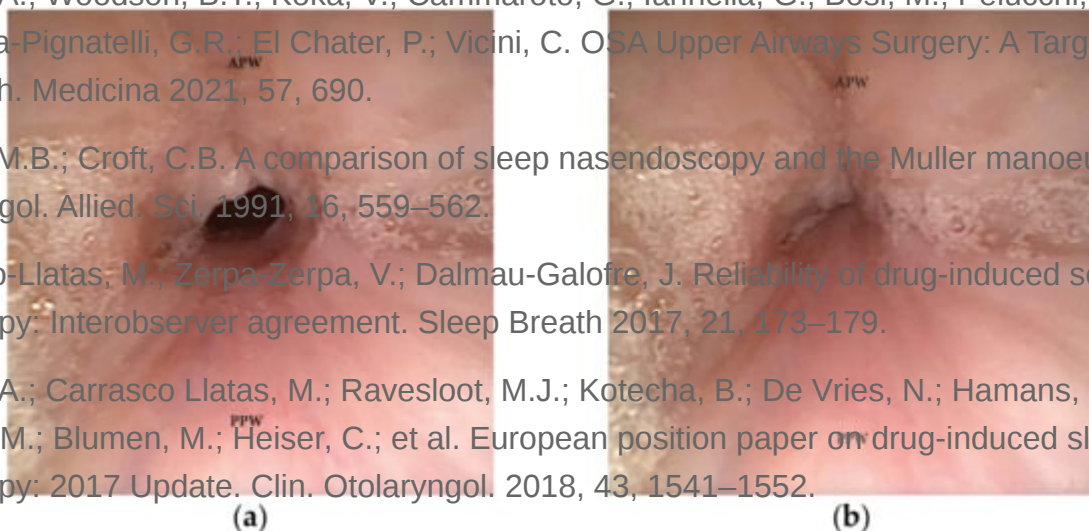 A.; Woodson, B.T.; Koka, V.; Cammaroto, G.; Iannella, G.; Bosi, M.; Pelucchi,
a-Pignatelli, G.R.; El Chater, P.; Vicini, C. OSA Upper Airways Surgery: A Targ
APW
APW
h. Medicina 2021, 57, 690.
M.B.; Croft, C.B. A comparison of sleep nasendoscopy and the Muller manoeu
gol. Allied. Sci. 1991, 16, 559–562.
o-Llatas, M.; Zerpa-Zerpa, V.; Dalmau-Galofre, J. Reliability of drug-induced
py: Interobserver agreement. Sleep Breath 2017, 21, 173–179.
A.; Carrasco Llatas, M.; Ravesloot, M.J.; Kotecha, B.; De Vries, N.; Hamans,
PPW
PPW
M.; Blumen, M.; Heiser, C.; et al. European position paper on drug-induced sl
py: 2017 Update. Clin. Otolaryngol. 2018, 43, 1541–1552.
(a)
(b)